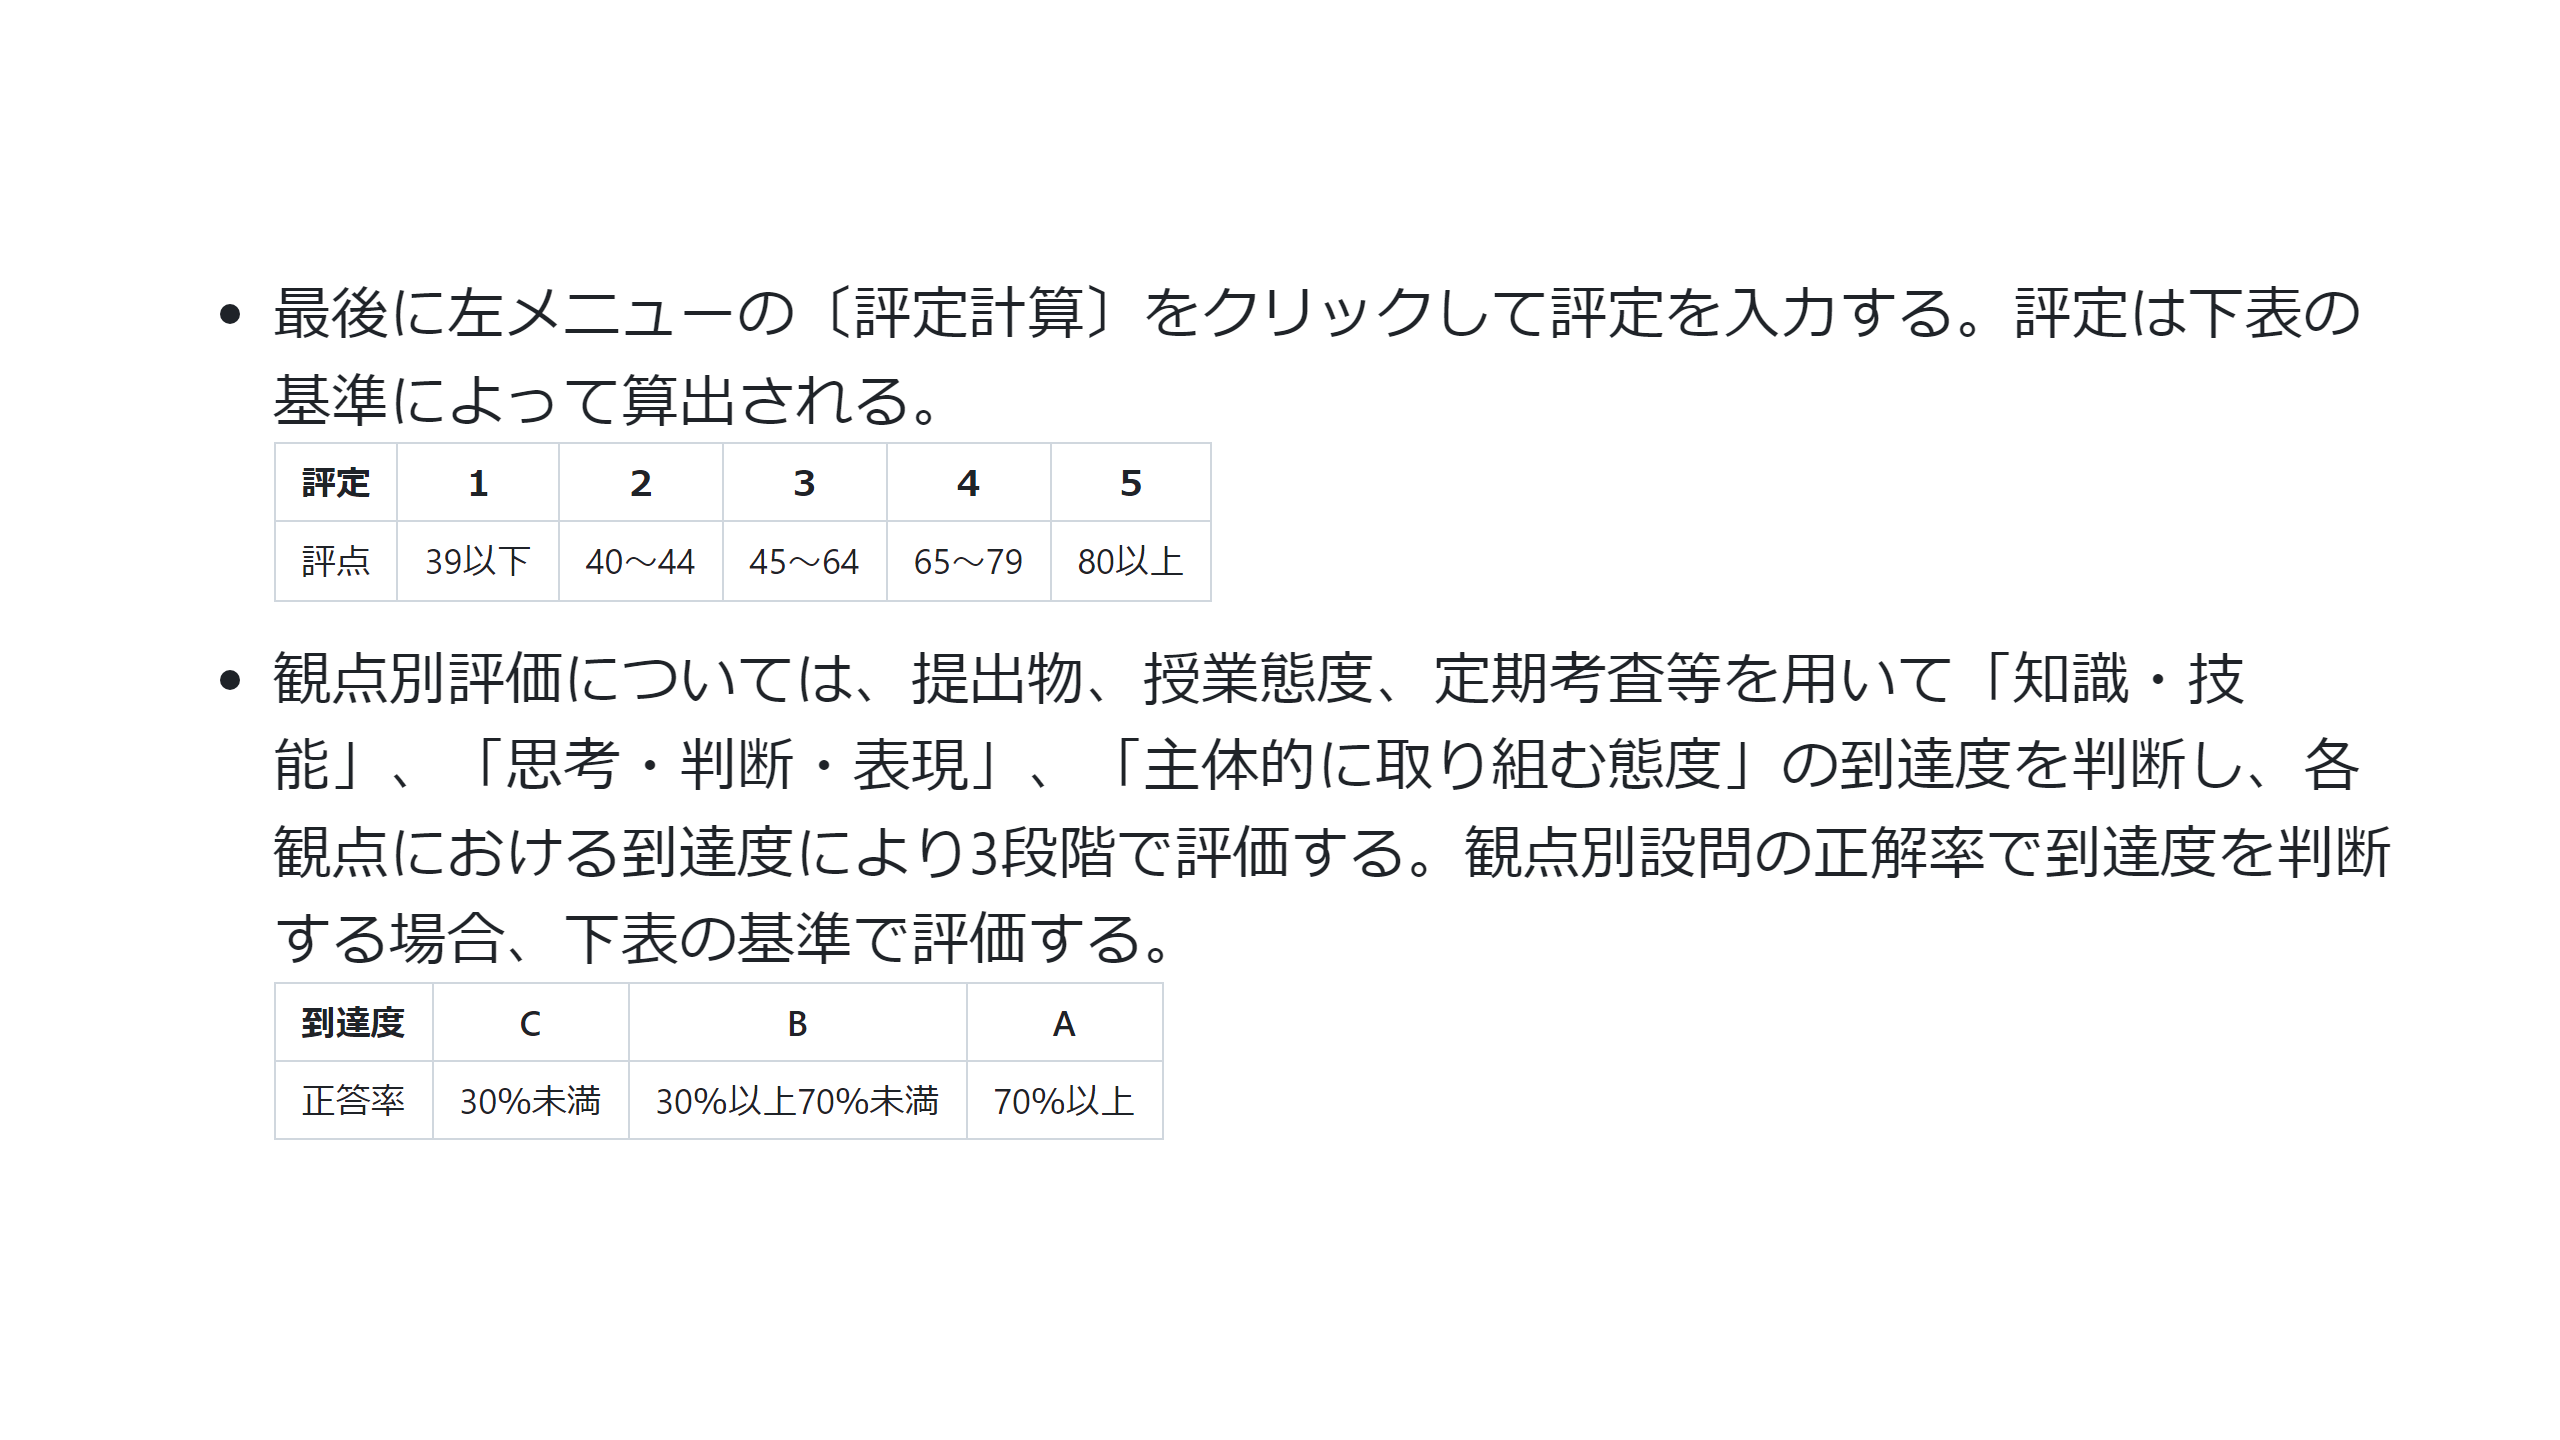 • 最後に左メニューの〔評定計算〕をクリックして評定を入力する。評定は下表の
基準によって算出される。
評定 1 2 3 4 5
評点 39以下 40～44 45～64 65～79 80以上
• 観点別評価については、提出物、授業態度、定期考査等を用いて「知識・技
能」、「思考・判断・表現」、「主体的に取り組む態度」の到達度を判断し、各
観点における到達度により3段階で評価する。観点別設問の正解率で到達度を判断
する場合、下表の基準で評価する。
到達度 C B A
正答率 30%未満 30%以上70%未満 70%以上